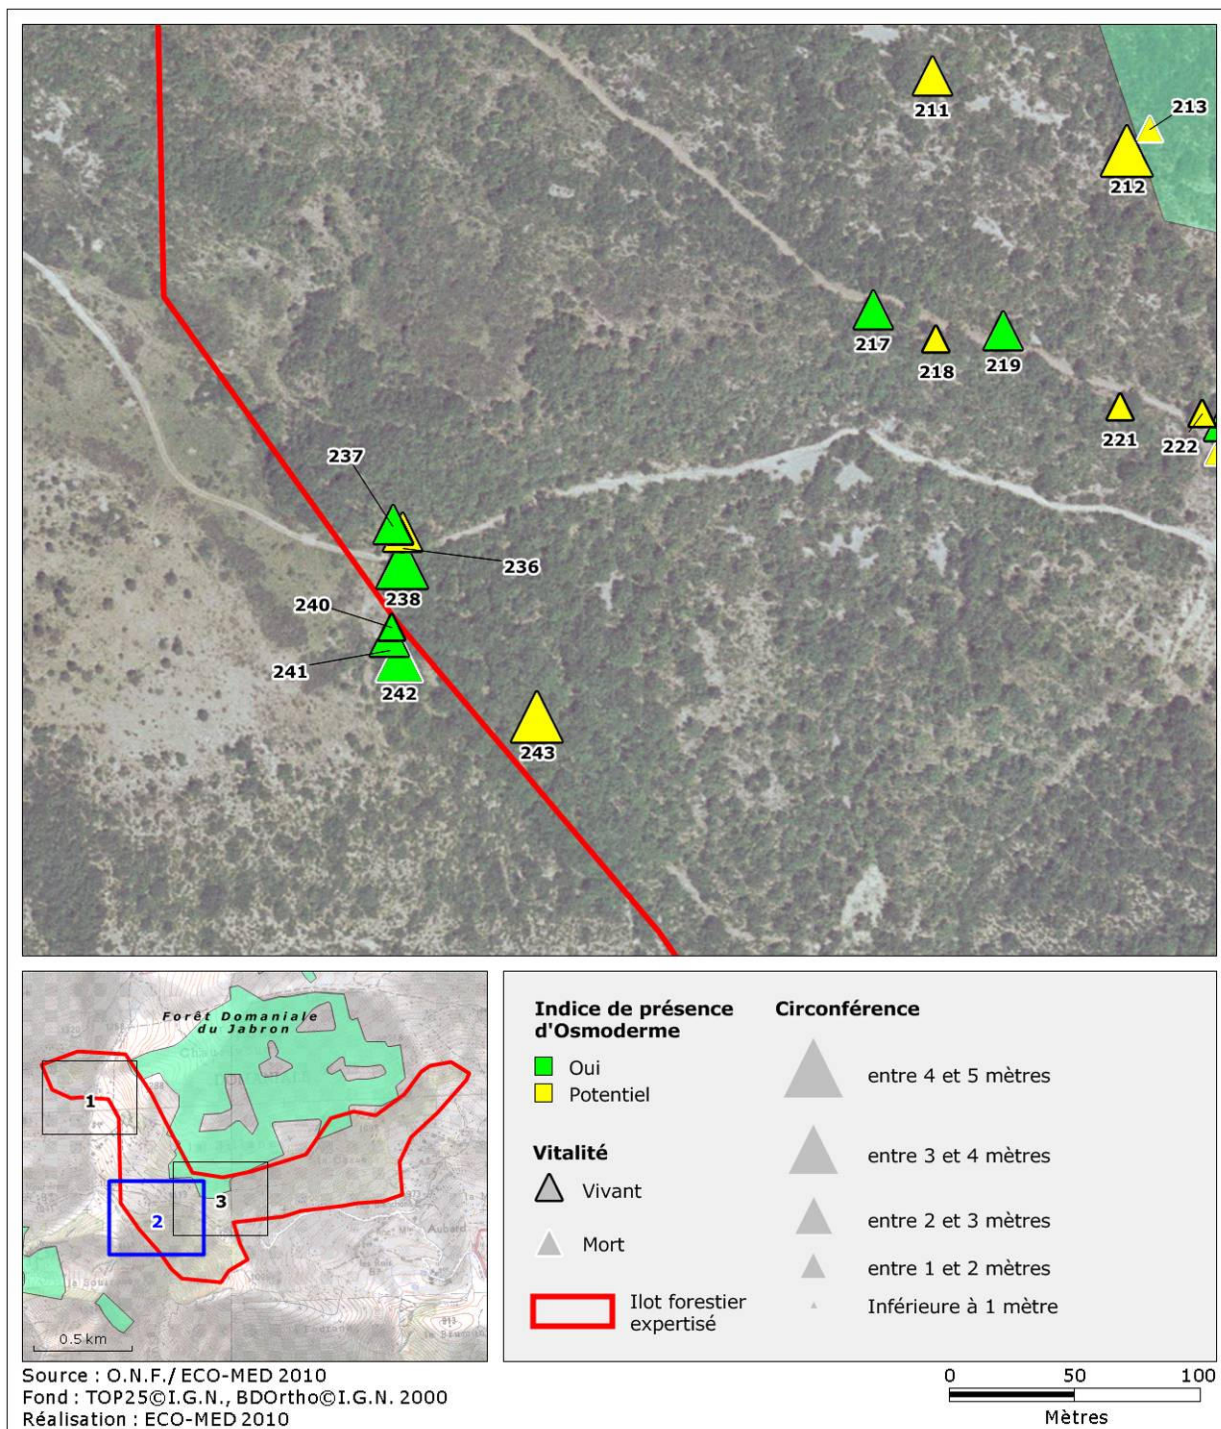 211
213
212
217
219
218
221
222
237
236
238
240
241
242
243
Forêt Domaniale
du Jabron
1
2
3
Aubard
0.5 km
Indice de présence
d'Osmoderme
Oui
Potentiel
Vitalité
Vivant
Mort
Ilot forestier
expertisé
Circonférence
entre 4 et 5 mètres
entre 3 et 4 mètres
entre 2 et 3 mètres
entre 1 et 2 mètres
Inférieure à 1 mètre
Source : O.N.F./ ECO-MED 2010
Fond : TOP25©I.G.N., BDOrtho©I.G.N. 2000
Réalisation : ECO-MED 2010
0 50 100
Mètres